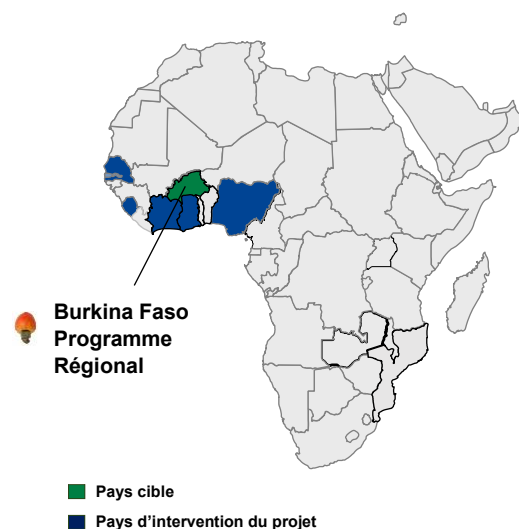 Burkina Faso
Programme
Régional
Pays cible
Pays d'intervention du projet